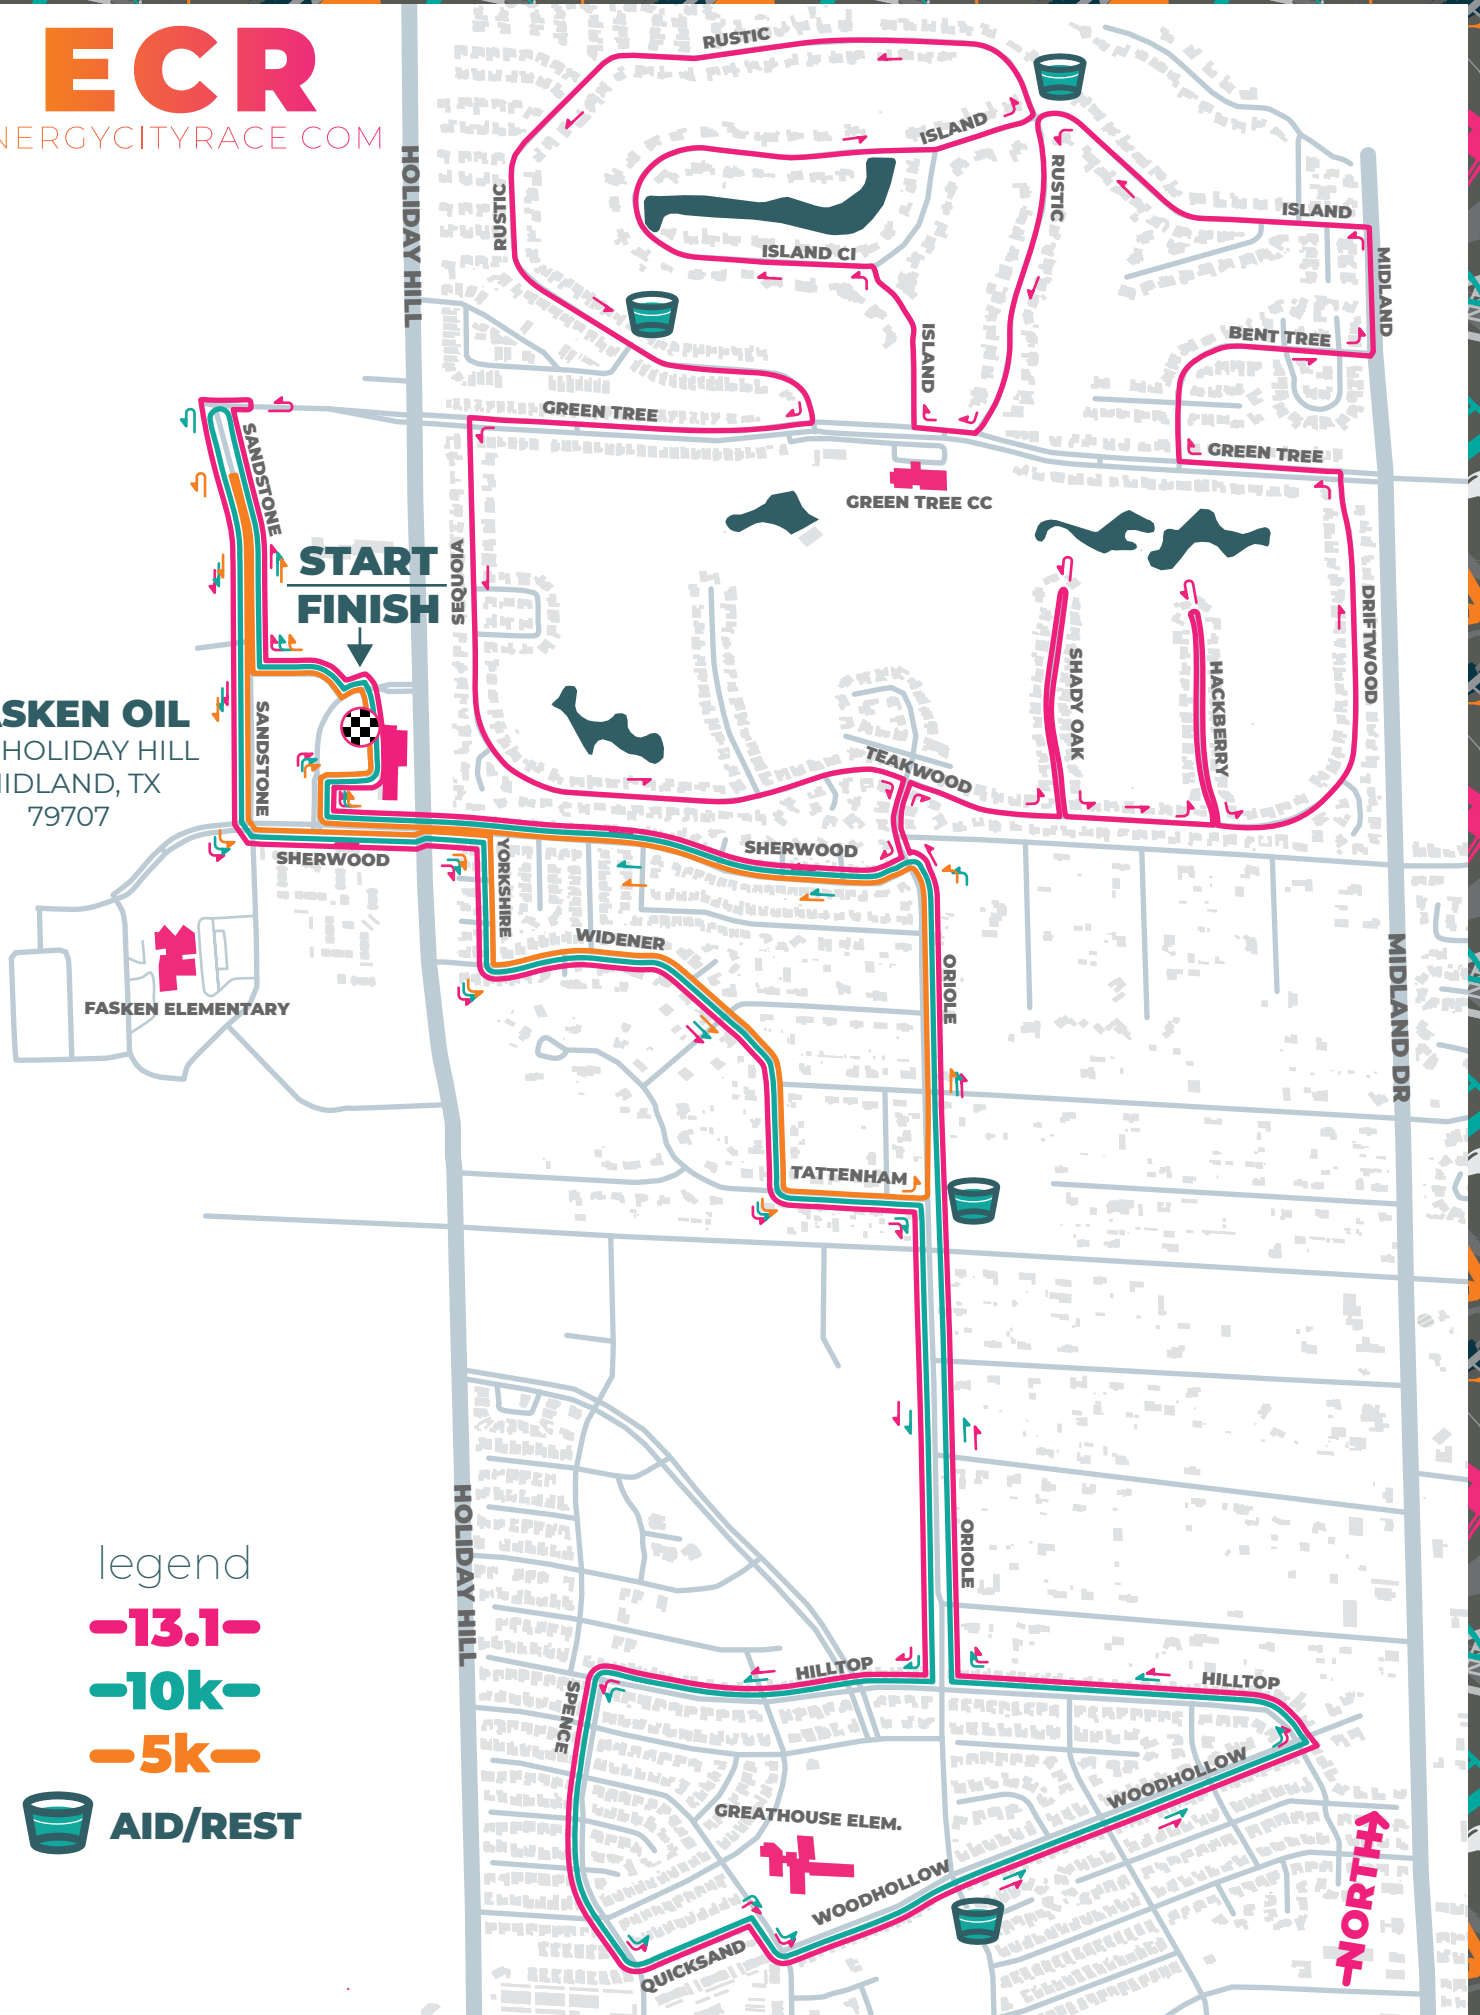 ECR
NERGYCITYRACE.COM
RUSTIC
ISLAND
HOLIDAY HILL
RUSTIC
RUSTIC
ISLAND
ISLAND CI
MIDLAND
ISLAND
BENT TREE
GREEN TREE
GREEN TREE
SANDSTONE
GREEN TREE CC
START
FINISH
SEQUOIA
DRIFTWOOD
SHADY OAK
HACKBERRY
ASKEN OIL
HOLIDAY HILL
MIDLAND, TX
79707
SANDSTONE
TEAKWOOD
SHERWOOD
SHERWOOD
YORKSHIRE
WIDENER
ORIOLE
MIDLAND DR
FASKEN ELEMENTARY
TATTENHAM
HOLIDAY HILL
ORIOLE
legend
13.1
10k
5k
AID/REST
HILLTOP
HILLTOP
SPENCE
WOODHOLLOW
GREATHOUSE ELEM.
WOODHOLLOW
QUICKSAND
NORTH